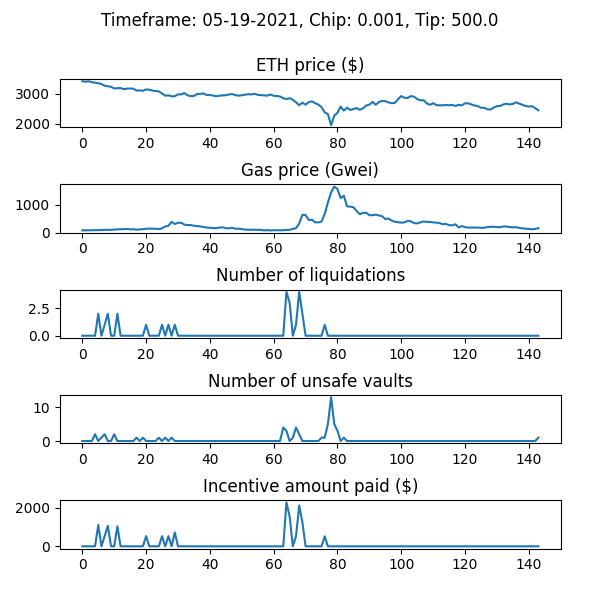 Timeframe: 05-19-2021, Chip: 0.001, Tip: 500.0
ETH price ($)
3000
2000
0 20 40 60 80 100 120 140
Gas price (Gwei)
1000
0
0 20 40 60 80 100 120 140
Number of liquidations
2.5
0.0
0 20 40 60 80 100 120 140
Number of unsafe vaults
10
0
0 20 40 60 80 100 120 140
Incentive amount paid ($)
2000
0
0 20 40 60 80 100 120 140